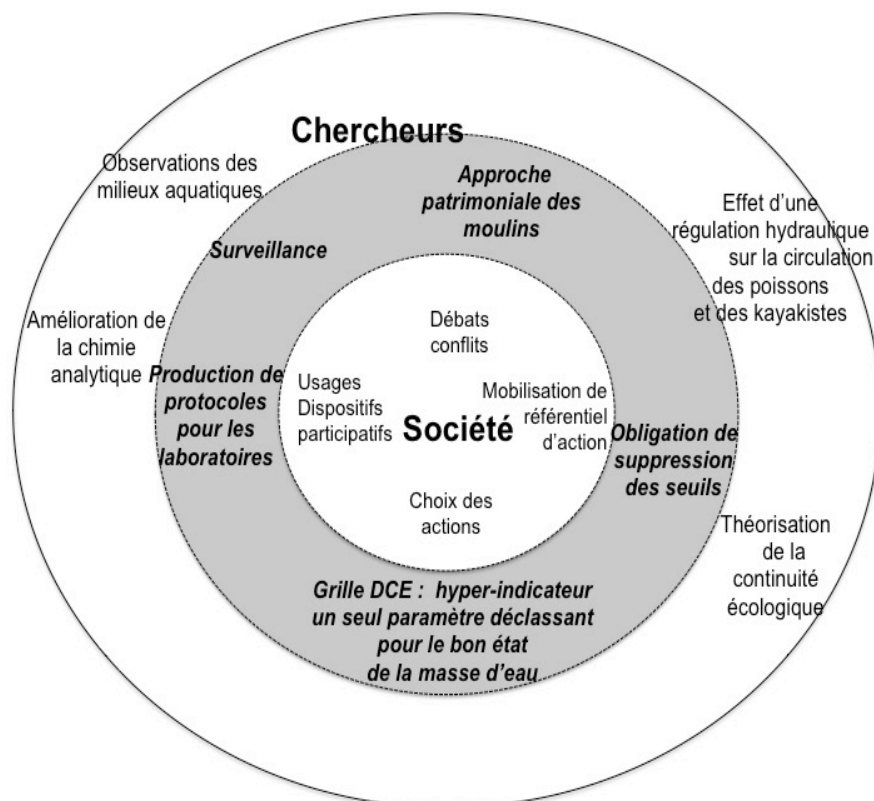 Chercheurs
Observations des
milieux aquatiques
Approche
patrimoniale des
moulins
Effet d’une
régulation hydraulique
sur la circulation
des poissons
et des kayakistes
Surveillance
Amélioration de
la chimie
analytique
Production de
protocoles
pour les
laboratoires
Débats
conflits
Usages
Dispositifs
participatifs
Mobilisation de
référentiel
d’action
Société
Obligation de
suppression
des seuils
Choix des
actions
Théorisation
de la
continuité
écologique
Grille DCE : hyper-indicateur
un seul paramètre déclassant
pour le bon état
de la masse d’eau